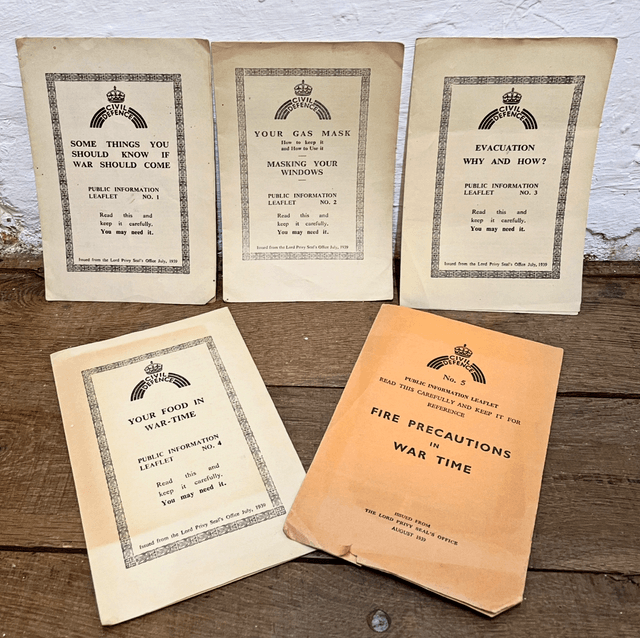 CIVIL
DEFENCE
SOME THINGS YOU
SHOULD KNOW IF
WAR SHOULD COME
PUBLIC INFORMATION
LEAFLET NO. 1
Read this and
keep it carefully.
You may need it.
Issued from the Lord Privy Seal's Office July, 1939
CIVIL
DEFENCE
YOUR GAS MASK
How to keep it
and How to Use it
MASKING YOUR
WINDOWS
PUBLIC INFORMATION
LEAFLET NO. 2
Read this and
keep it carefully.
You may need it.
Issued from the Lord Privy Seal's Office July, 1939
CIVIL
DEFENCE
EVACUATION
WHY AND HOW?
PUBLIC INFORMATION
LEAFLET NO. 3
Read this and
keep it carefully.
You may need it.
Issued from the Lord Privy Seal's Office July, 1939
CIVIL
DEFENCE
YOUR FOOD IN
WAR-TIME
PUBLIC INFORMATION
LEAFLET NO. 4
Read this and
keep it carefully.
You may need it.
Issued from the Lord Privy Seal's Office July, 1939
CIVIL
DEFENCE
No. 5
PUBLIC INFORMATION LEAFLET
READ THIS CAREFULLY AND KEEP IT FOR
REFERENCE
FIRE PRECAUTIONS
IN
WAR TIME
ISSUED FROM
THE LORD PRIVY SEAL'S OFFICE
AUGUST 1939